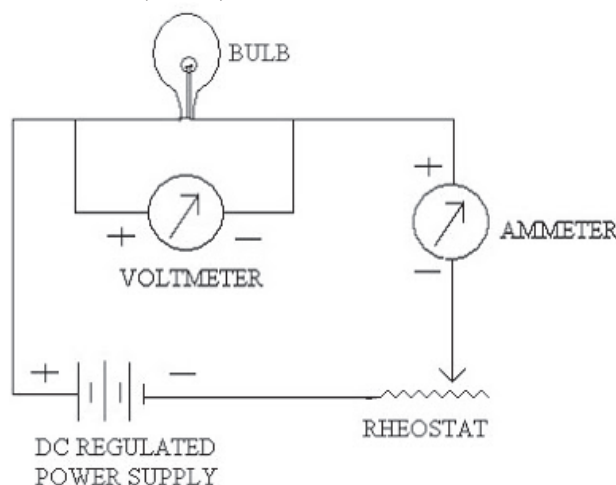 BULB
+
+ −
AMMETER
−
VOLTMETER
+ −
RHEOSTAT
DC REGULATED
POWER SUPPLY